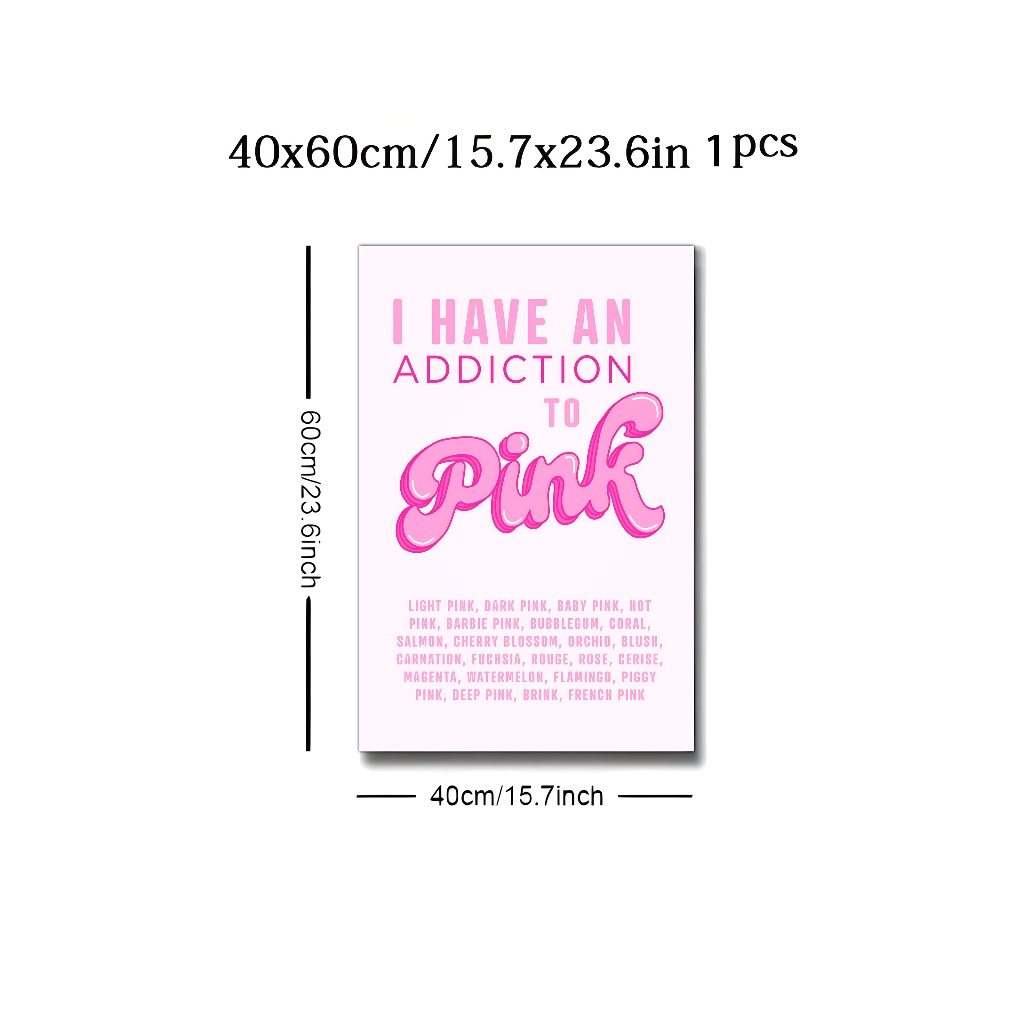 40x60cm/15.7x23.6in 1pcs
I HAVE AN
ADDICTION
TO
Pink
LIGHT PINK, DARK PINK, BABY PINK, HOT
PINK, BARBIE PINK, BUBBLEGUM, CORAL,
SALMON, CHERRY BLOSSOM, ORCHID, BLUSH,
CARNATION, FUCHSIA, ROUGE, ROSE, CERISE,
MAGENTA, WATERMELON, FLAMINGO, PIGGY
PINK, DEEP PINK, BRINK, FRENCH PINK
60cm/23.6inch
40cm/15.7inch